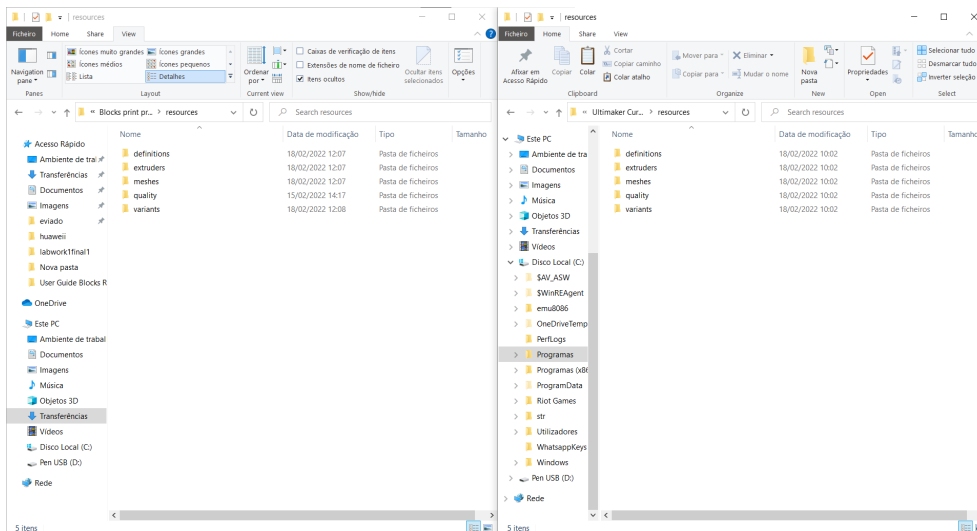 resources
Ficheiro Home Share View
Navigation pane
Ícones muito grandes Ícones grandes
Ícones médios Ícones pequenos
Lista Detalhes
Ordenar por
Caixas de verificação de itens
Extensões de nome de ficheiro
Itens ocultos
Ocultar itens selecionados
Opções
Panes Layout Current view Show/hide
« Blocks print pr... > resources
Search resources
Acesso Rápido
Ambiente de tral
Transferências
Documentos
Imagens
eviado
huaweii
labwork1final1
Nova pasta
User Guide Blocks R
OneDrive
Este PC
Ambiente de trabal
Documentos
Imagens
Música
Objetos 3D
Transferências
Vídeos
Disco Local (C:)
Pen USB (D:)
Rede
Nome Data de modificação Tipo Tamanho
definitions 18/02/2022 12:07 Pasta de ficheiros
extruders 18/02/2022 12:07 Pasta de ficheiros
meshes 18/02/2022 12:07 Pasta de ficheiros
quality 15/02/2022 14:17 Pasta de ficheiros
variants 18/02/2022 12:08 Pasta de ficheiros
5 itens
resources
Ficheiro Home Share View
Afixar em Acesso Rápido
Copiar
Colar
Cortar
Copiar caminho
Colar atalho
Mover para
Copiar para
Eliminar
Mudar o nome
Nova pasta
Propriedades
Selecionar tudo
Desmarcar tudo
Inverter seleção
Clipboard Organize New Open Select
« Ultimaker Cur... > resources
Search resources
Este PC
Ambiente de tra
Documentos
Imagens
Música
Objetos 3D
Transferências
Vídeos
Disco Local (C:)
$AV_ASW
$WinREAgent
emu8086
OneDriveTemp
PerfLogs
Programas
Programas (x86
ProgramData
Riot Games
str
Utilizadores
WhatsappKeys
Windows
Pen USB (D:)
Rede
Nome Data de modificação Tipo Tamanho
definitions 18/02/2022 10:02 Pasta de ficheiros
extruders 18/02/2022 10:02 Pasta de ficheiros
meshes 18/02/2022 10:02 Pasta de ficheiros
quality 18/02/2022 10:02 Pasta de ficheiros
variants 18/02/2022 10:02 Pasta de ficheiros
5 itens